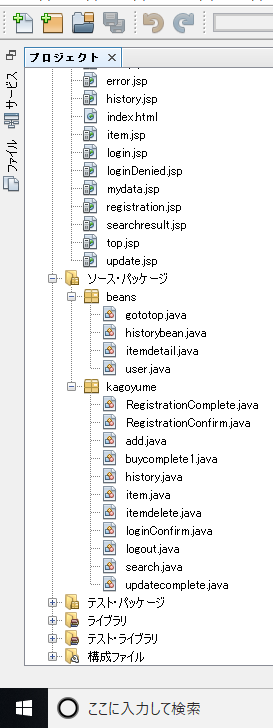 プロジェクト ×
サービス
ファイル
error.jsp
history.jsp
index.html
item.jsp
login.jsp
loginDenied.jsp
mydata.jsp
registration.jsp
searchresult.jsp
top.jsp
update.jsp
ソース・パッケージ
beans
gototop.java
historybean.java
itemdetail.java
user.java
kagoyume
RegistrationComplete.java
RegistrationConfirm.java
add.java
buycomplete1.java
history.java
item.java
itemdelete.java
loginConfirm.java
logout.java
search.java
updatecomplete.java
テスト・パッケージ
ライブラリ
テスト・ライブラリ
構成ファイル
ここに入力して検索